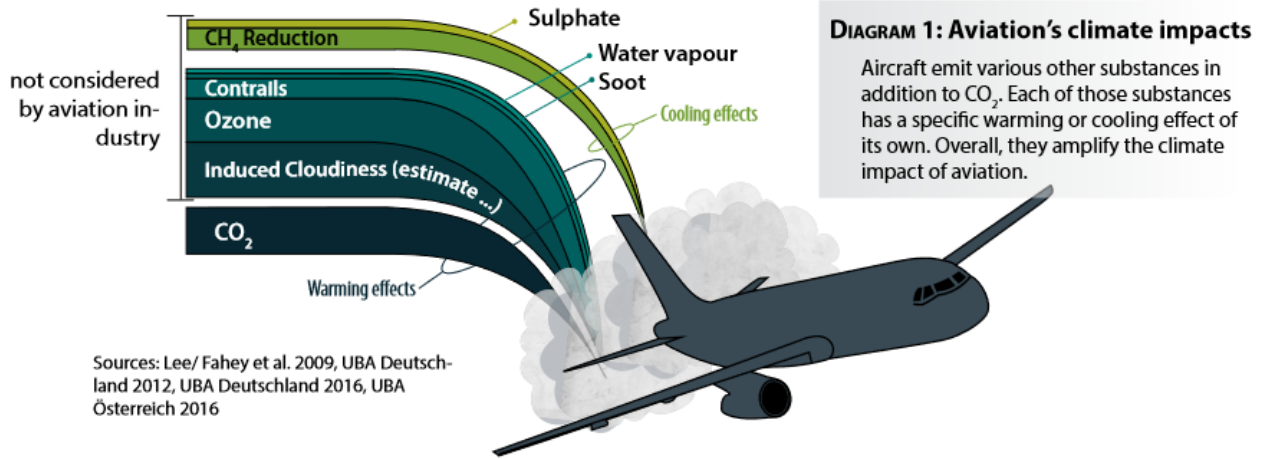 Sulphate
CH4 Reduction
Water vapour
Soot
not considered
by aviation in-
dustry
Contrails
Ozone
Induced Cloudiness (estimate ...)
CO2
Cooling effects
Warming effects
DIAGRAM 1: Aviation's climate impacts
Aircraft emit various other substances in
addition to CO2. Each of those substances
has a specific warming or cooling effect of
its own. Overall, they amplify the climate
impact of aviation.
Sources: Lee/ Fahey et al. 2009, UBA Deutsch-
land 2012, UBA Deutschland 2016, UBA
Österreich 2016